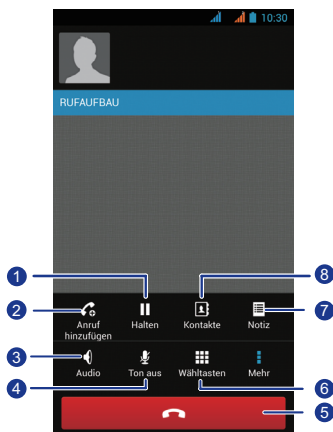 10:30
RUFAUFBAU
1
8
2
Anruf hinzufügen
Halten
Kontakte
Notiz
7
3
Audio
Ton aus
Wähltasten
Mehr
4
6
5